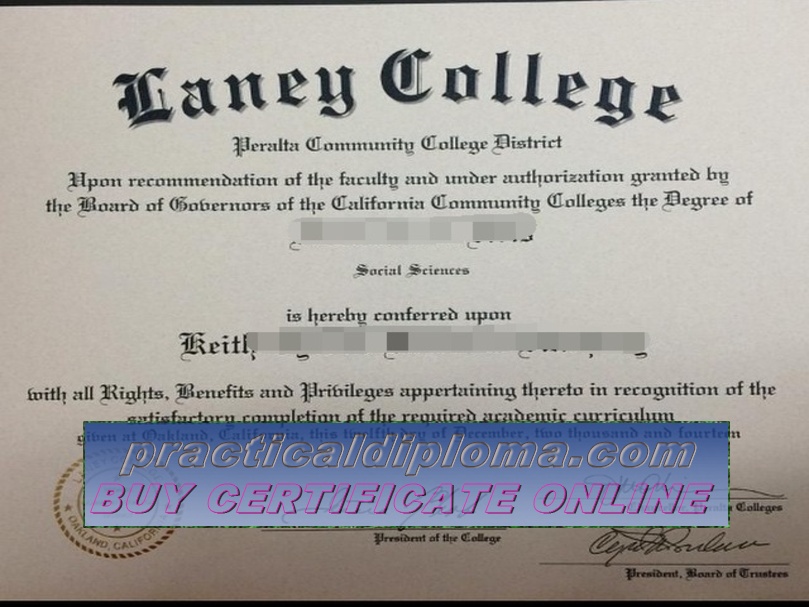 Laney College
Peralta Community College District
Upon recommendation of the faculty and under authorization granted by
the Board of Governors of the California Community Colleges the Degree of
Social Sciences
is hereby conferred upon
Keith
with all Rights, Benefits and Privileges appertaining thereto in recognition of the
satisfactory completion of the required academic curriculum
given at Oakland, California, this twelfth day of December, two thousand and fourteen
practicaldiploma.com
BUY CERTIFICATE ONLINE
OAKLAND, CALIFORNIA
Colleges
President of the College
President, Board of Trustees